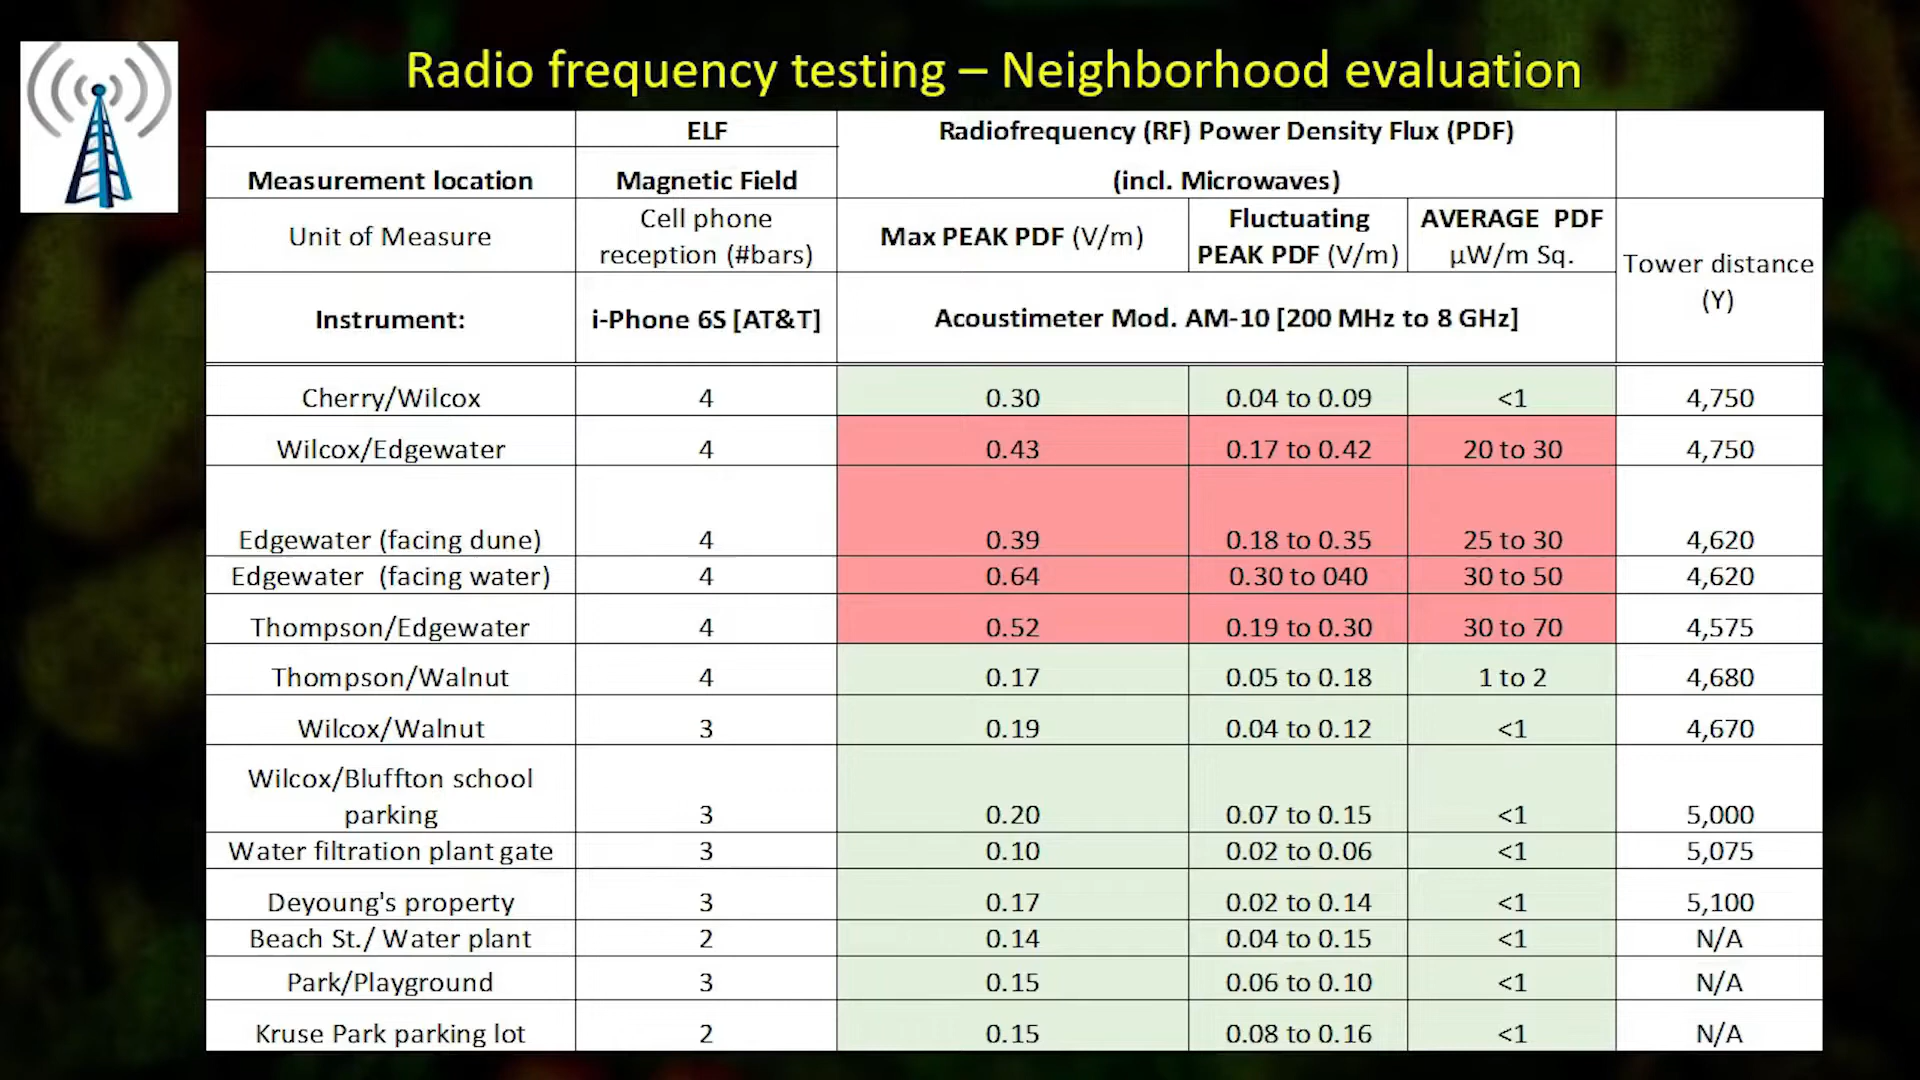 Radio frequency testing – Neighborhood evaluation
ELF Radiofrequency (RF) Power Density Flux (PDF)
Measurement location Magnetic Field (incl. Microwaves)
Unit of Measure Cell phone reception (#bars) Max PEAK PDF (V/m) Fluctuating PEAK PDF (V/m) AVERAGE PDF µW/m Sq. Tower distance (Y)
Instrument: i-Phone 6S [AT&T] Acoustimeter Mod. AM-10 [200 MHz to 8 GHz]
Cherry/Wilcox 4 0.30 0.04 to 0.09 <1 4,750
Wilcox/Edgewater 4 0.43 0.17 to 0.42 20 to 30 4,750
Edgewater (facing dune) 4 0.39 0.18 to 0.35 25 to 30 4,620
Edgewater (facing water) 4 0.64 0.30 to 040 30 to 50 4,620
Thompson/Edgewater 4 0.52 0.19 to 0.30 30 to 70 4,575
Thompson/Walnut 4 0.17 0.05 to 0.18 1 to 2 4,680
Wilcox/Walnut 3 0.19 0.04 to 0.12 <1 4,670
Wilcox/Bluffton school
parking 3 0.20 0.07 to 0.15 <1 5,000
Water filtration plant gate 3 0.10 0.02 to 0.06 <1 5,075
Deyoung's property 3 0.17 0.02 to 0.14 <1 5,100
Beach St./ Water plant 2 0.14 0.04 to 0.15 <1 N/A
Park/Playground 3 0.15 0.06 to 0.10 <1 N/A
Kruse Park parking lot 2 0.15 0.08 to 0.16 <1 N/A